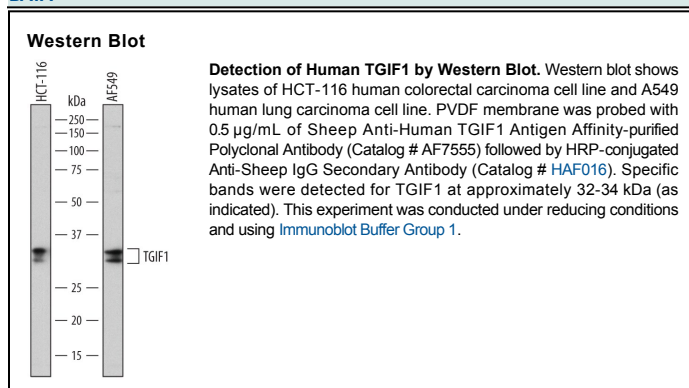 Western Blot
HCT-116
kDa
AF549
250
150
100
75
50
37
TGIF1
25
20
15
Detection of Human TGIF1 by Western Blot. Western blot shows
lysates of HCT-116 human colorectal carcinoma cell line and A549
human lung carcinoma cell line. PVDF membrane was probed with
0.5 µg/mL of Sheep Anti-Human TGIF1 Antigen Affinity-purified
Polyclonal Antibody (Catalog # AF7555) followed by HRP-conjugated
Anti-Sheep IgG Secondary Antibody (Catalog # HAF016). Specific
bands were detected for TGIF1 at approximately 32-34 kDa (as
indicated). This experiment was conducted under reducing conditions
and using Immunoblot Buffer Group 1.